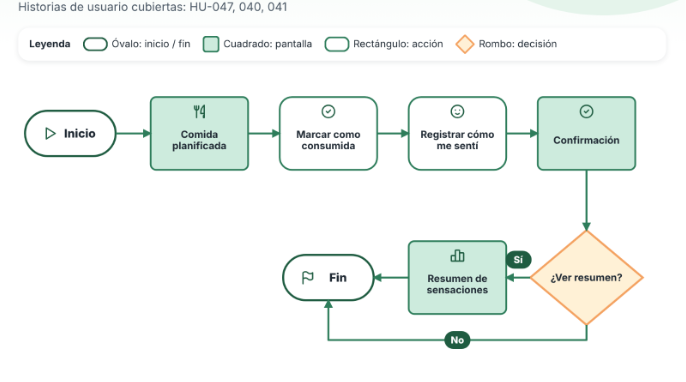 Historias de usuario cubiertas: HU-047, 040, 041
Leyenda
Óvalo: inicio / fin
Cuadrado: pantalla
Rectángulo: acción
Rombo: decisión
Inicio
Comida
planificada
Marcar como
consumida
Registrar cómo
me sentí
Confirmación
¿Ver resumen?
Sí
Resumen de
sensaciones
Fin
No